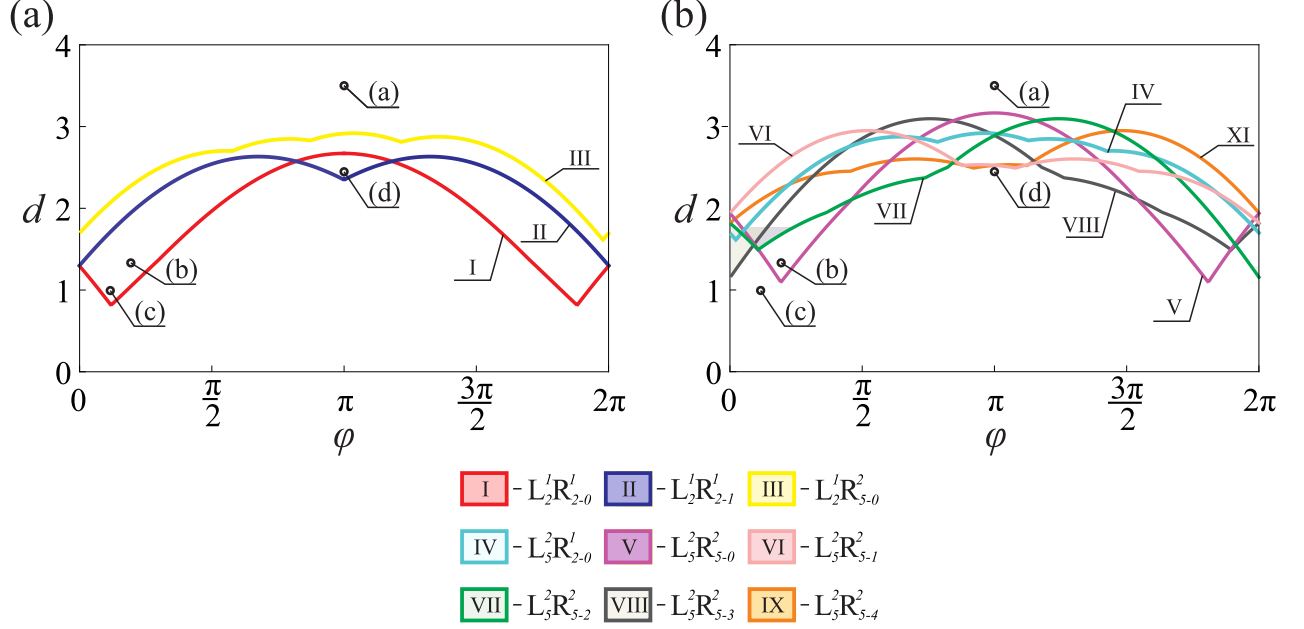 (a)
4
3
2
1
0
d
(a)
(d)
(b)
(c)
III
II
I
0
π/2
π
3π/2
2π
φ
(b)
4
3
2
1
0
d
(a)
(d)
(b)
(c)
IV
VI
XI
VII
VIII
V
0
π/2
π
3π/2
2π
φ
I - L₂¹R¹₂₋₀ II - L₂¹R¹₂₋₁ III - L₂¹R²₅₋₀
IV - L₅²R¹₂₋₀ V - L₅²R²₅₋₀ VI - L₅²R²₅₋₁
VII - L₅²R²₅₋₂ VIII - L₅²R²₅₋₃ IX - L₅²R²₅₋₄